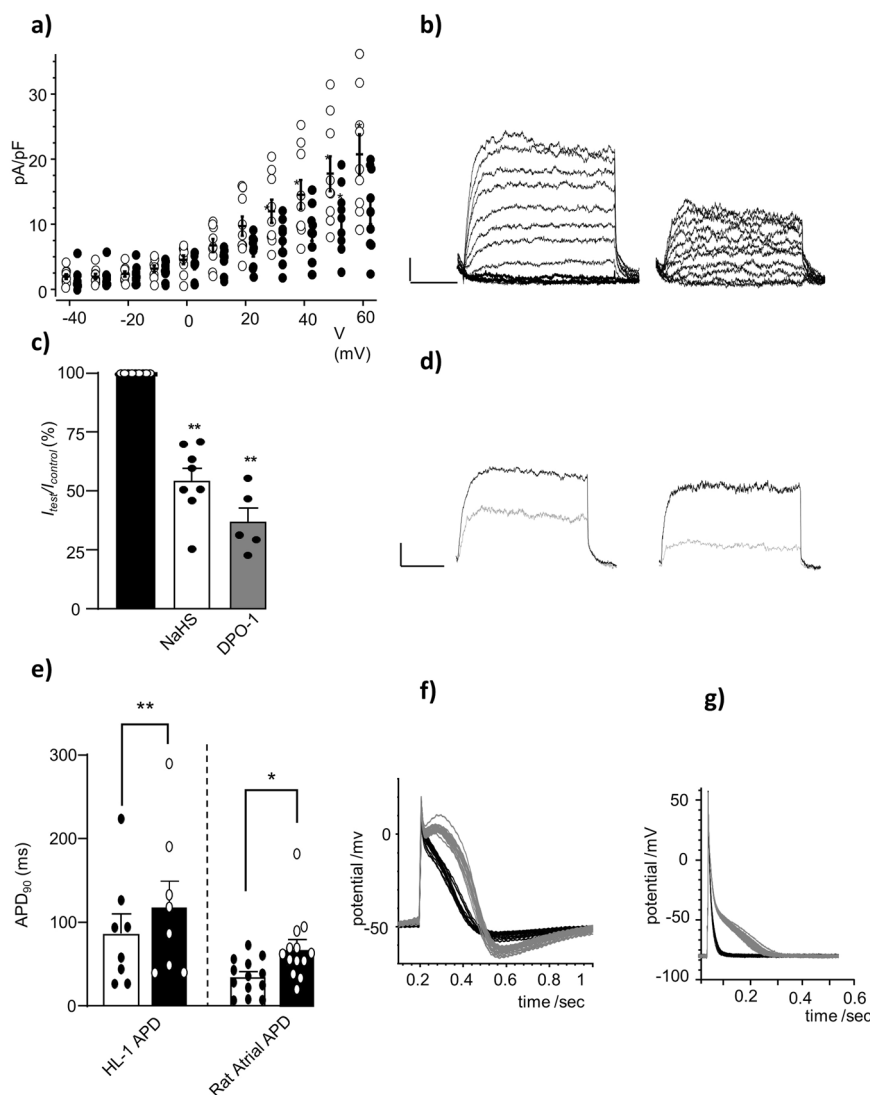 a)
b)
pA/pF
30
20
10
0
-40
-20
0
20
40
60
V
(mV)
*
*
*
*
*
c)
d)
I_test/I_control (%)
100
75
50
25
0
**
**
NaHS
DPO-1
e)
f)
g)
APD90 (ms)
300
200
100
0
**
*
HL-1 APD
Rat Atrial APD
potential /mv
0
-50
0.2
0.4
0.6
0.8
1
time /sec
potential /mV
50
0
-50
-100
0.2
0.4
0.6
time /sec